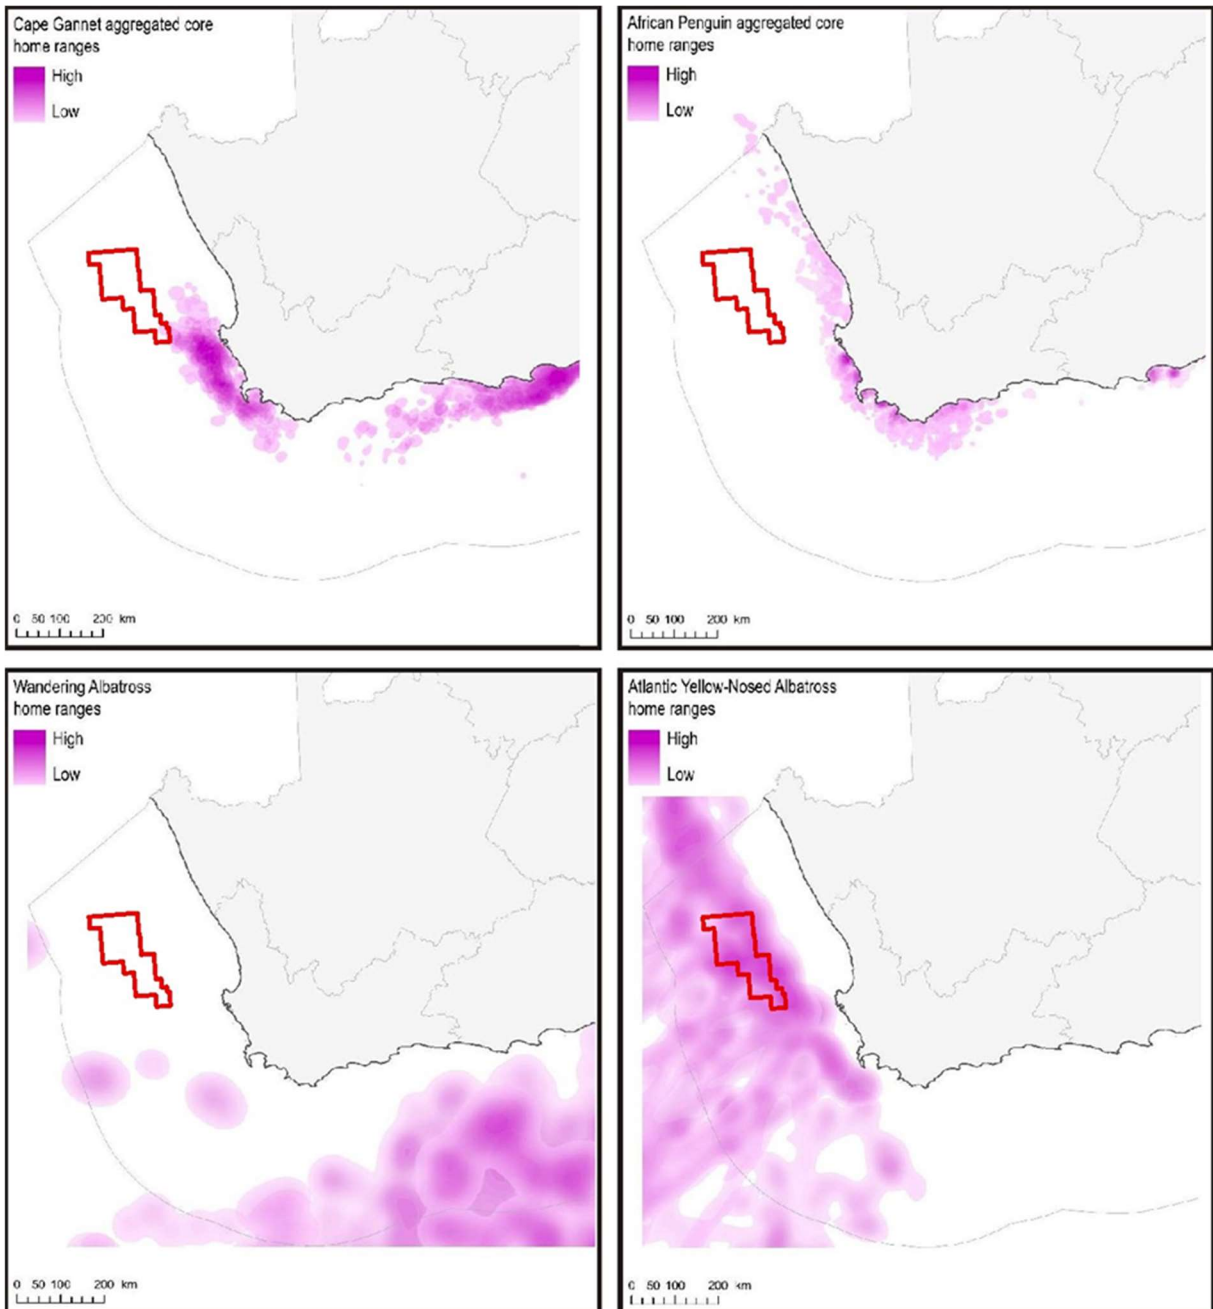 Cape Gannet aggregated core
home ranges
High
Low
0 50 100 200 km
African Penguin aggregated core
home ranges
High
Low
0 50 100 200 km
Wandering Albatross
home ranges
High
Low
0 50 100 200 km
Atlantic Yellow-Nosed Albatross
home ranges
High
Low
0 50 100 200 km